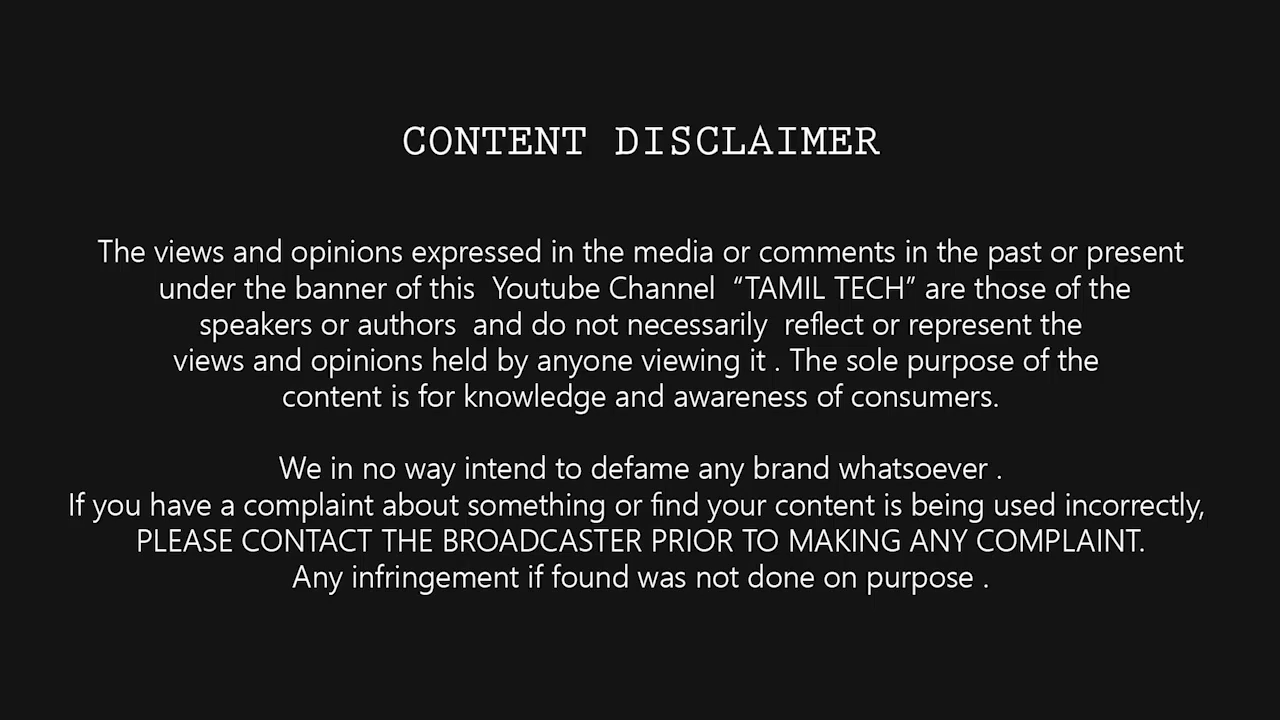 CONTENT DISCLAIMER
The views and opinions expressed in the media or comments in the past or present
under the banner of this  Youtube Channel  “TAMIL TECH” are those of the
speakers or authors  and do not necessarily  reflect or represent the
views and opinions held by anyone viewing it . The sole purpose of the
content is for knowledge and awareness of consumers.
We in no way intend to defame any brand whatsoever .
If you have a complaint about something or find your content is being used incorrectly,
PLEASE CONTACT THE BROADCASTER PRIOR TO MAKING ANY COMPLAINT.
Any infringement if found was not done on purpose .